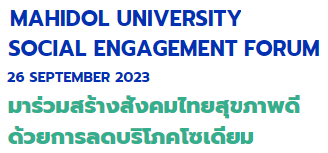 MAHIDOL UNIVERSITY
SOCIAL ENGAGEMENT FORUM
26 SEPTEMBER 2023
มาร่วมสร้างสังคมไทยสุขภาพดี
ด้วยการลดบริโภคโซเดียม